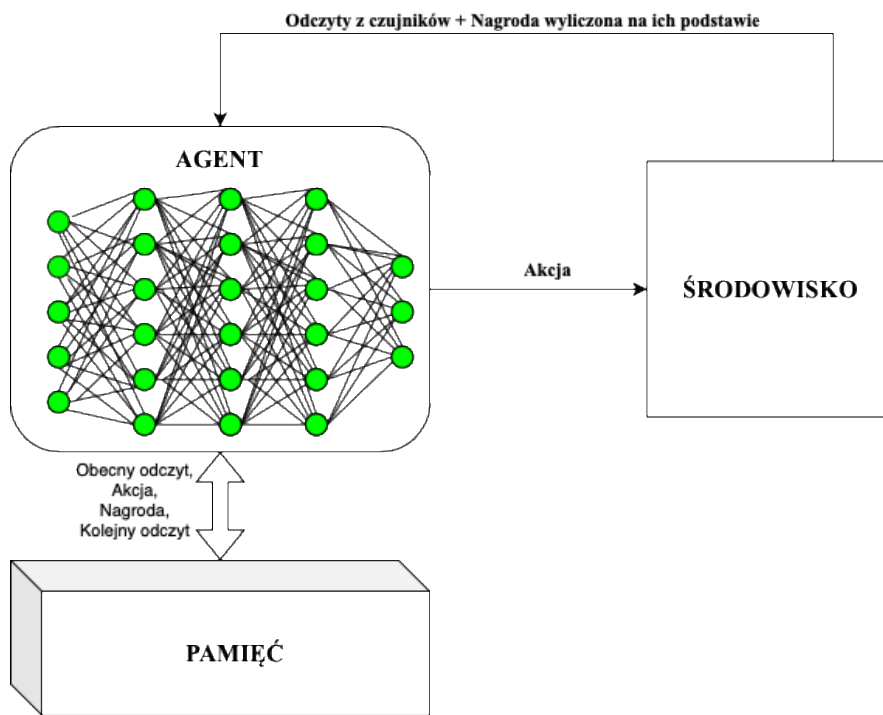 Odczyty z czujników + Nagroda wyliczona na ich podstawie
AGENT
Akcja
ŚRODOWISKO
Obecny odczyt,
Akcja,
Nagroda,
Kolejny odczyt
PAMIĘĆ